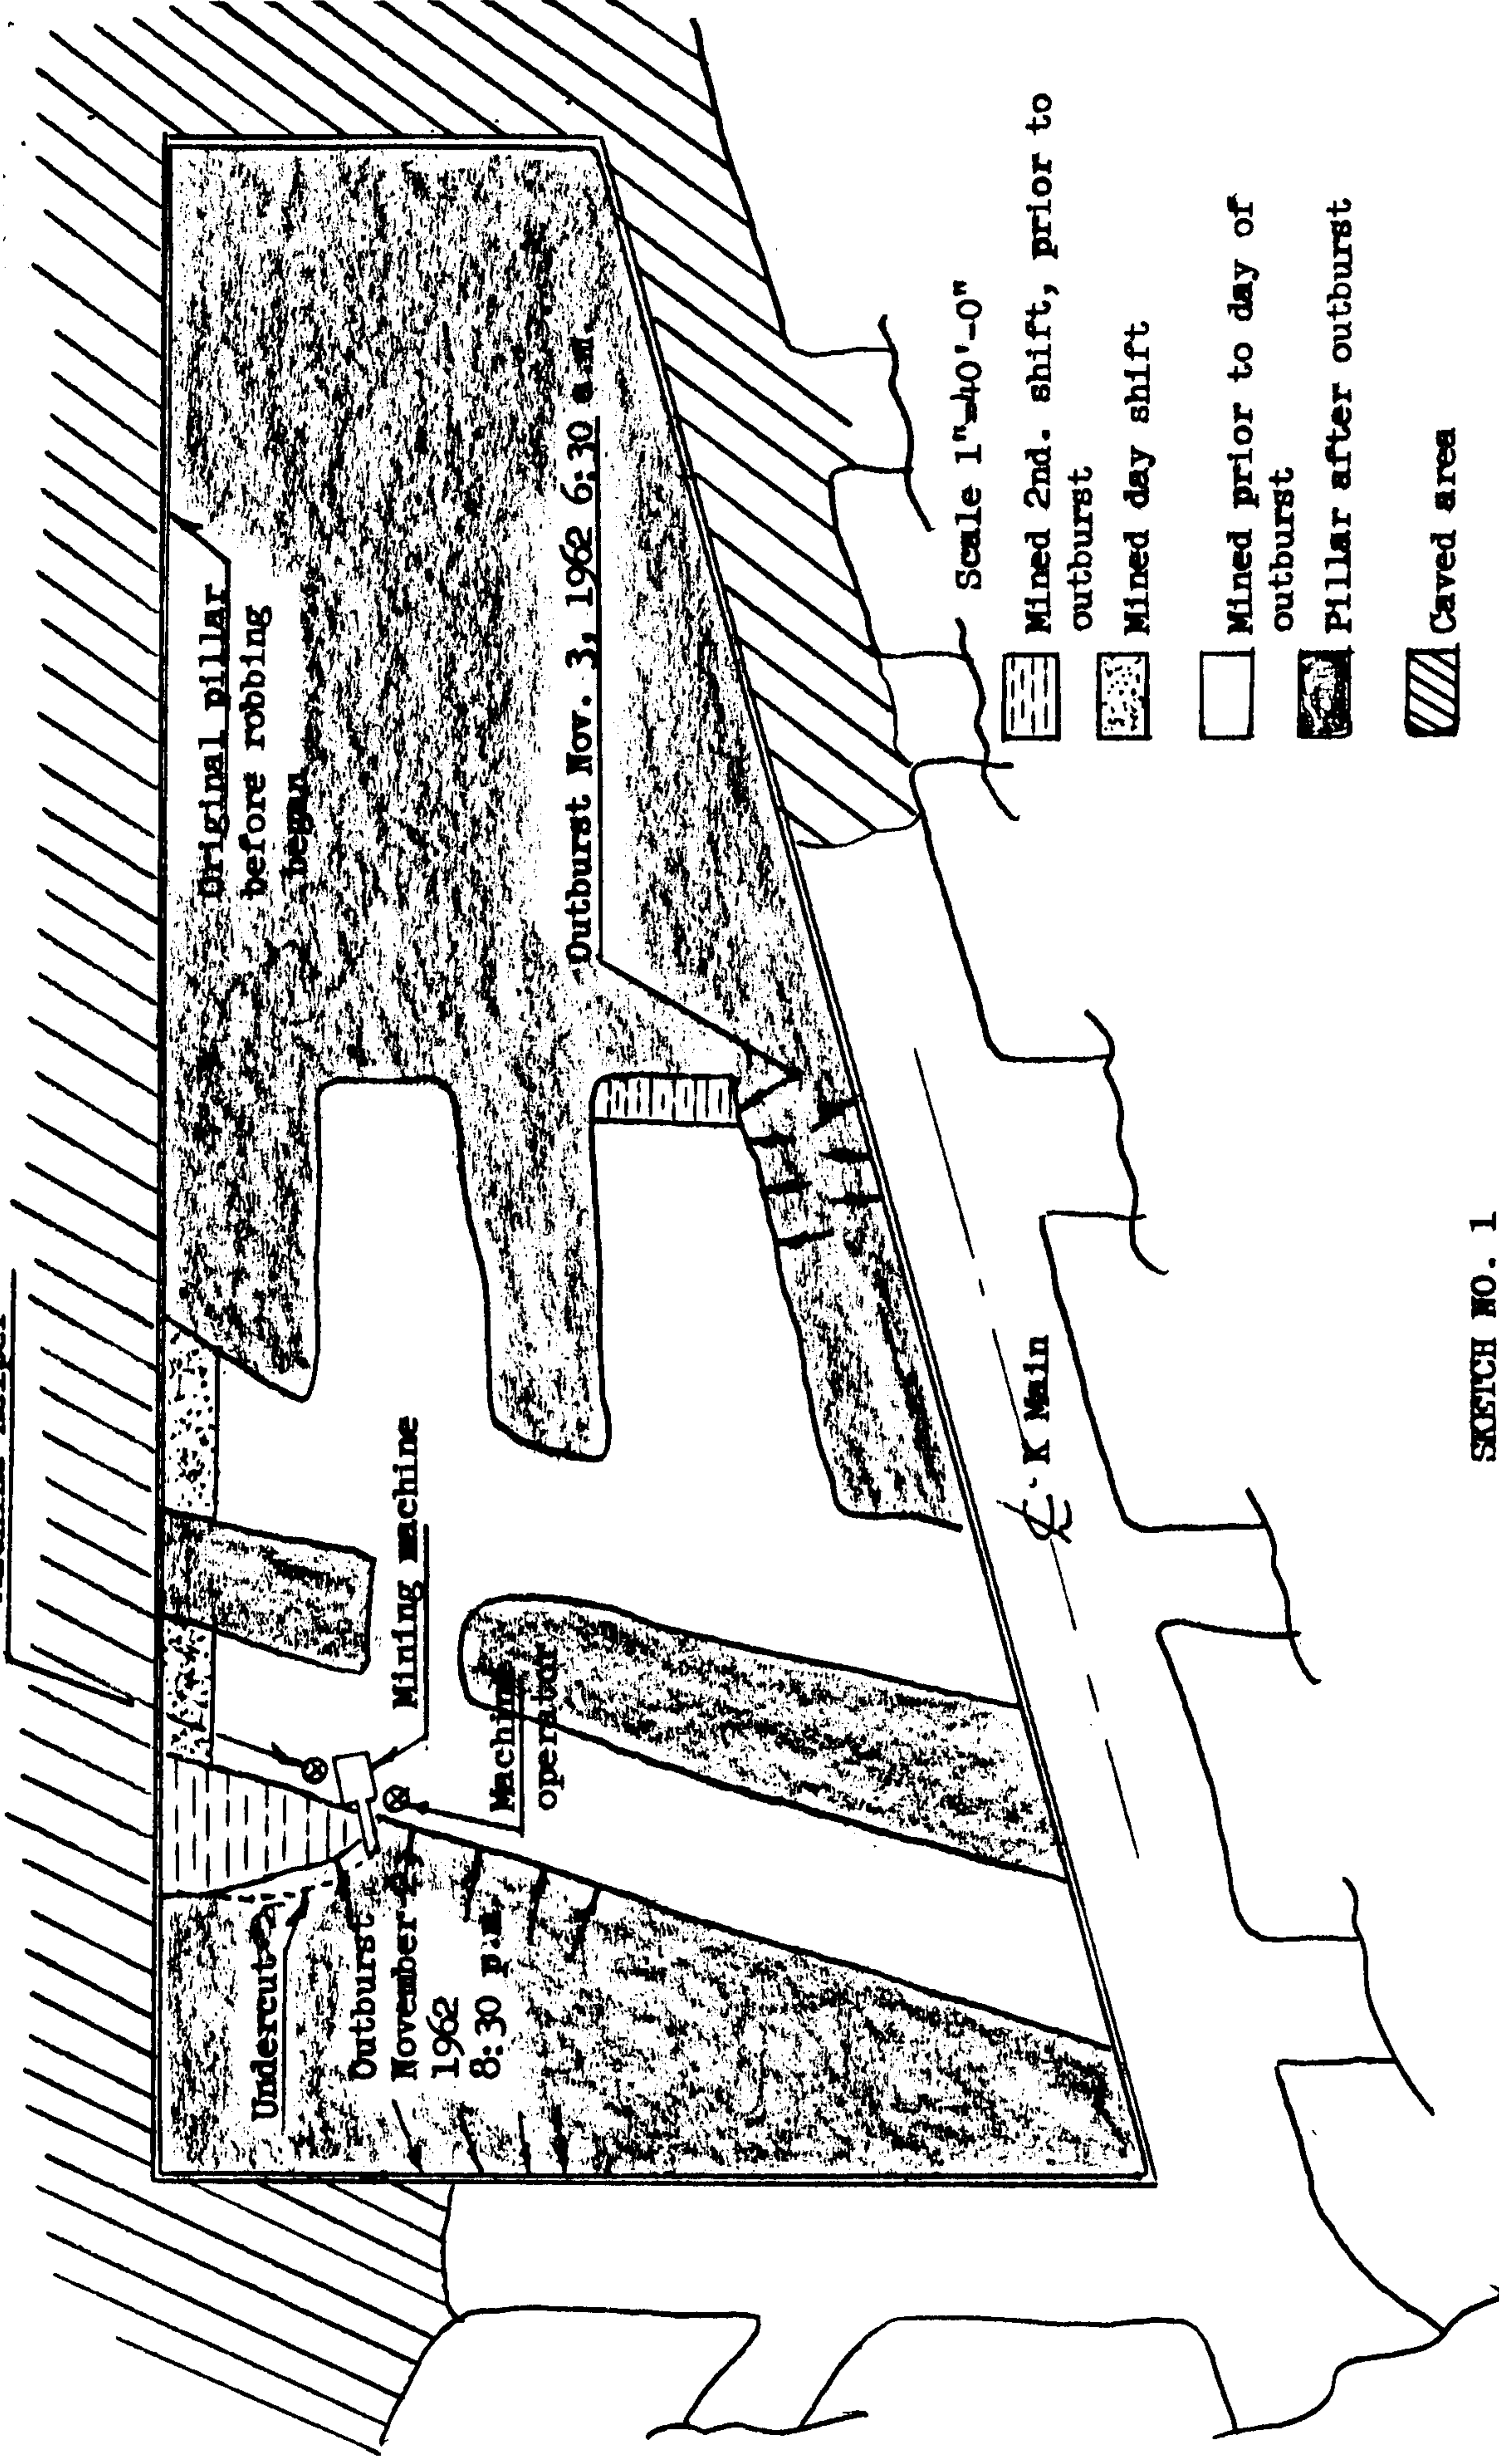 Original pillar
before robbing
began
Outburst Nov. 3, 1962 6:30 a.m.
Mining machine
Machine
operator
Undercut
Outburst
November
1962
8:30 p.m.
K Main
Scale 1"=40'-0"
Mined 2nd. shift, prior to
outburst
Mined day shift
Mined prior to day of
outburst
Pillar after outburst
Caved area
SKETCH NO. 1